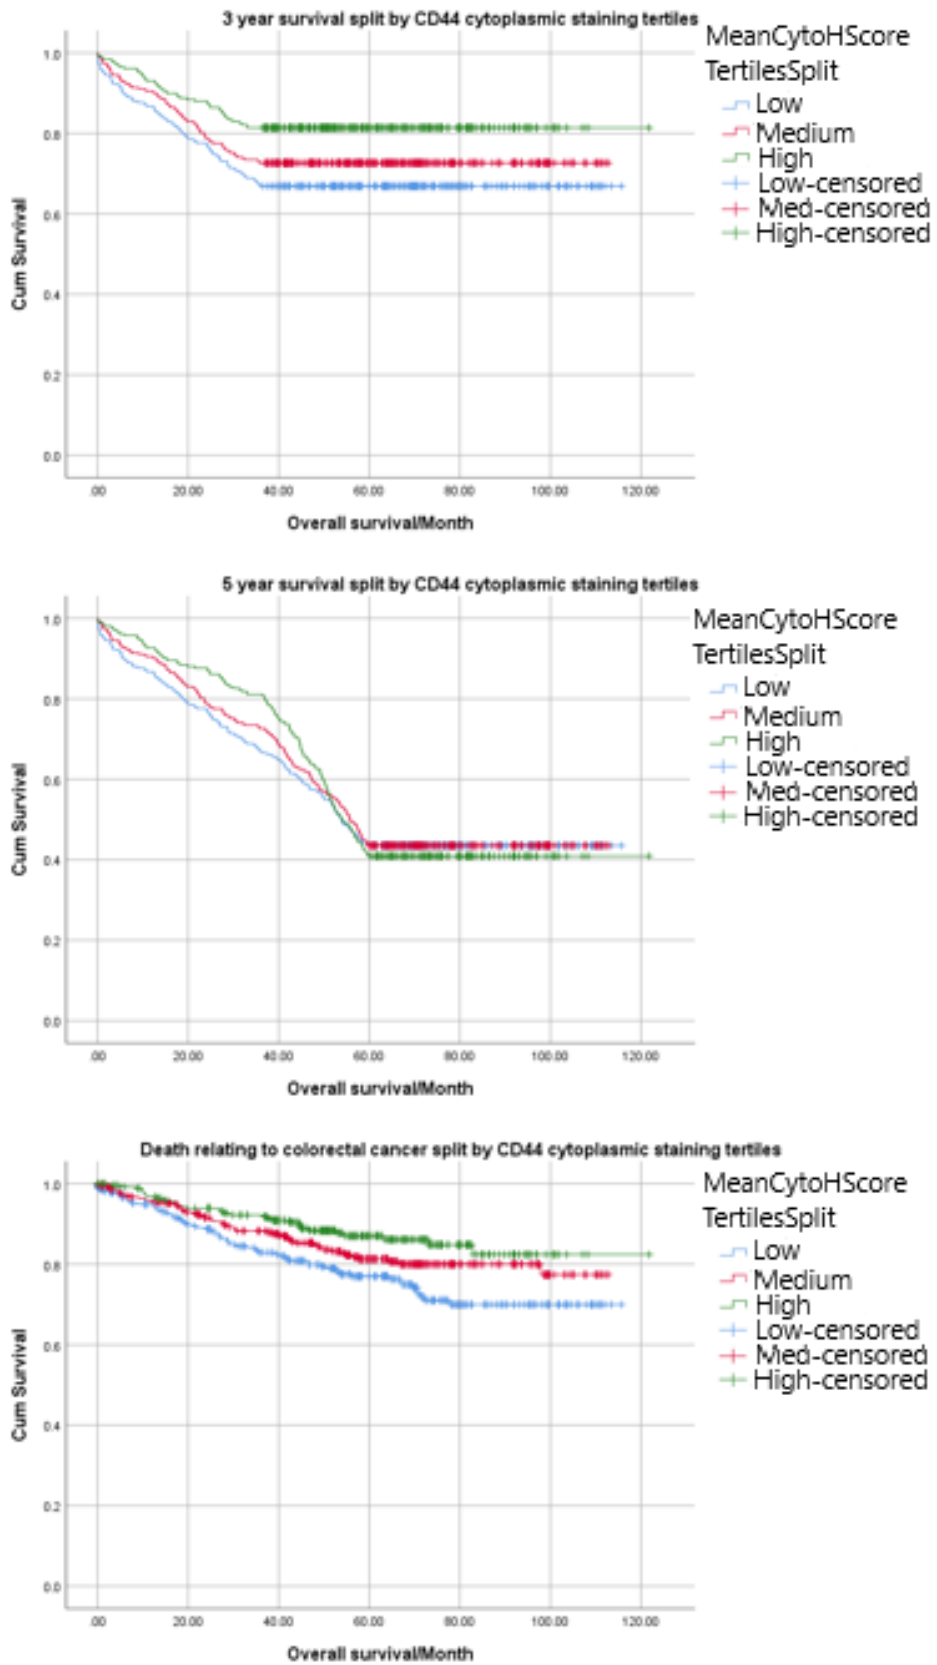 3 year survival split by CD44 cytoplasmic staining tertiles
MeanCytoHScore
TertilesSplit
Low
Medium
High
Low-censored
Med-censored
High-censored
Cum Survival
1.0
0.8
0.6
0.4
0.2
0.0
.00 20.00 40.00 60.00 80.00 100.00 120.00
Overall survival/Month
5 year survival split by CD44 cytoplasmic staining tertiles
MeanCytoHScore
TertilesSplit
Low
Medium
High
Low-censored
Med-censored
High-censored
Cum Survival
1.0
0.8
0.6
0.4
0.2
0.0
.00 20.00 40.00 60.00 80.00 100.00 120.00
Overall survival/Month
Death relating to colorectal cancer split by CD44 cytoplasmic staining tertiles
MeanCytoHScore
TertilesSplit
Low
Medium
High
Low-censored
Med-censored
High-censored
Cum Survival
1.0
0.8
0.6
0.4
0.2
0.0
.00 20.00 40.00 60.00 80.00 100.00 120.00
Overall survival/Month